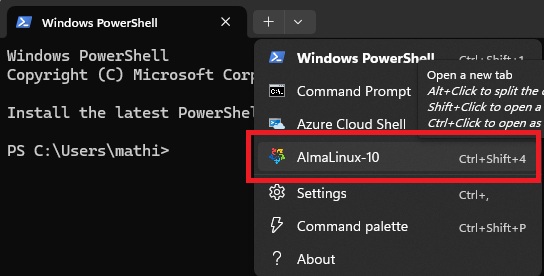 Windows PowerShell
Windows PowerShell
Copyright (C) Microsoft Corp
Install the latest PowerShel
PS C:\Users\mathi>
Windows PowerShell Ctrl+Shift+1
Command Prompt
Azure Cloud Shell
AlmaLinux-10 Ctrl+Shift+4
Settings Ctrl+,
Command palette Ctrl+Shift+P
About
Open a new tab
Alt+Click to split the
Shift+Click to open a
Ctrl+Click to open as